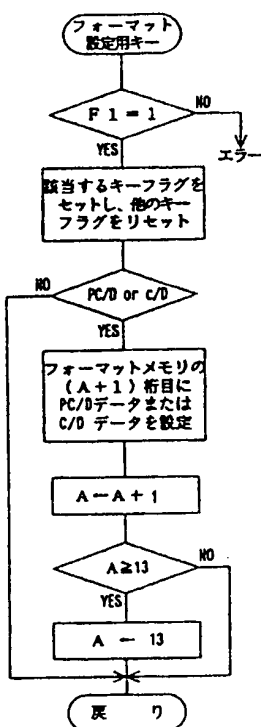 フォーマット
設定用キー
F1=1
NO
YES
エラー
該当するキーフラグを
セットし、他のキー
フラグをリセット
NO
PC/D or C/D
YES
フォーマットメモリの
(A+1)桁目に
PC/Dデータまたは
C/Dデータを設定
A←A+1
A≧13
NO
YES
A ← 13
戻 り